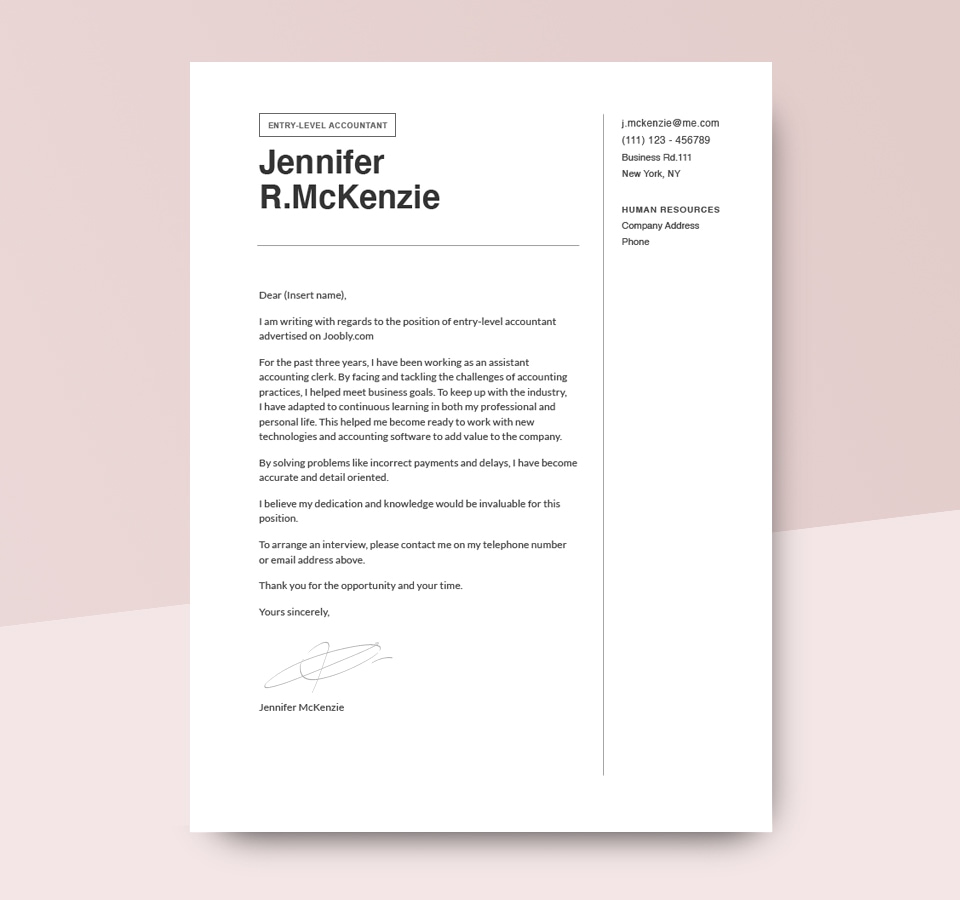 ENTRY-LEVEL ACCOUNTANT
Jennifer
R.McKenzie
j.mckenzie@me.com
(111) 123 - 456789
Business Rd.111
New York, NY
HUMAN RESOURCES
Company Address
Phone
Dear (Insert name),
I am writing with regards to the position of entry-level accountant
advertised on Joobly.com
For the past three years, I have been working as an assistant
accounting clerk. By facing and tackling the challenges of accounting
practices, I helped meet business goals. To keep up with the industry,
I have adapted to continuous learning in both my professional and
personal life. This helped me become ready to work with new
technologies and accounting software to add value to the company.
By solving problems like incorrect payments and delays, I have become
accurate and detail oriented.
I believe my dedication and knowledge would be invaluable for this
position.
To arrange an interview, please contact me on my telephone number
or email address above.
Thank you for the opportunity and your time.
Yours sincerely,
Jennifer McKenzie